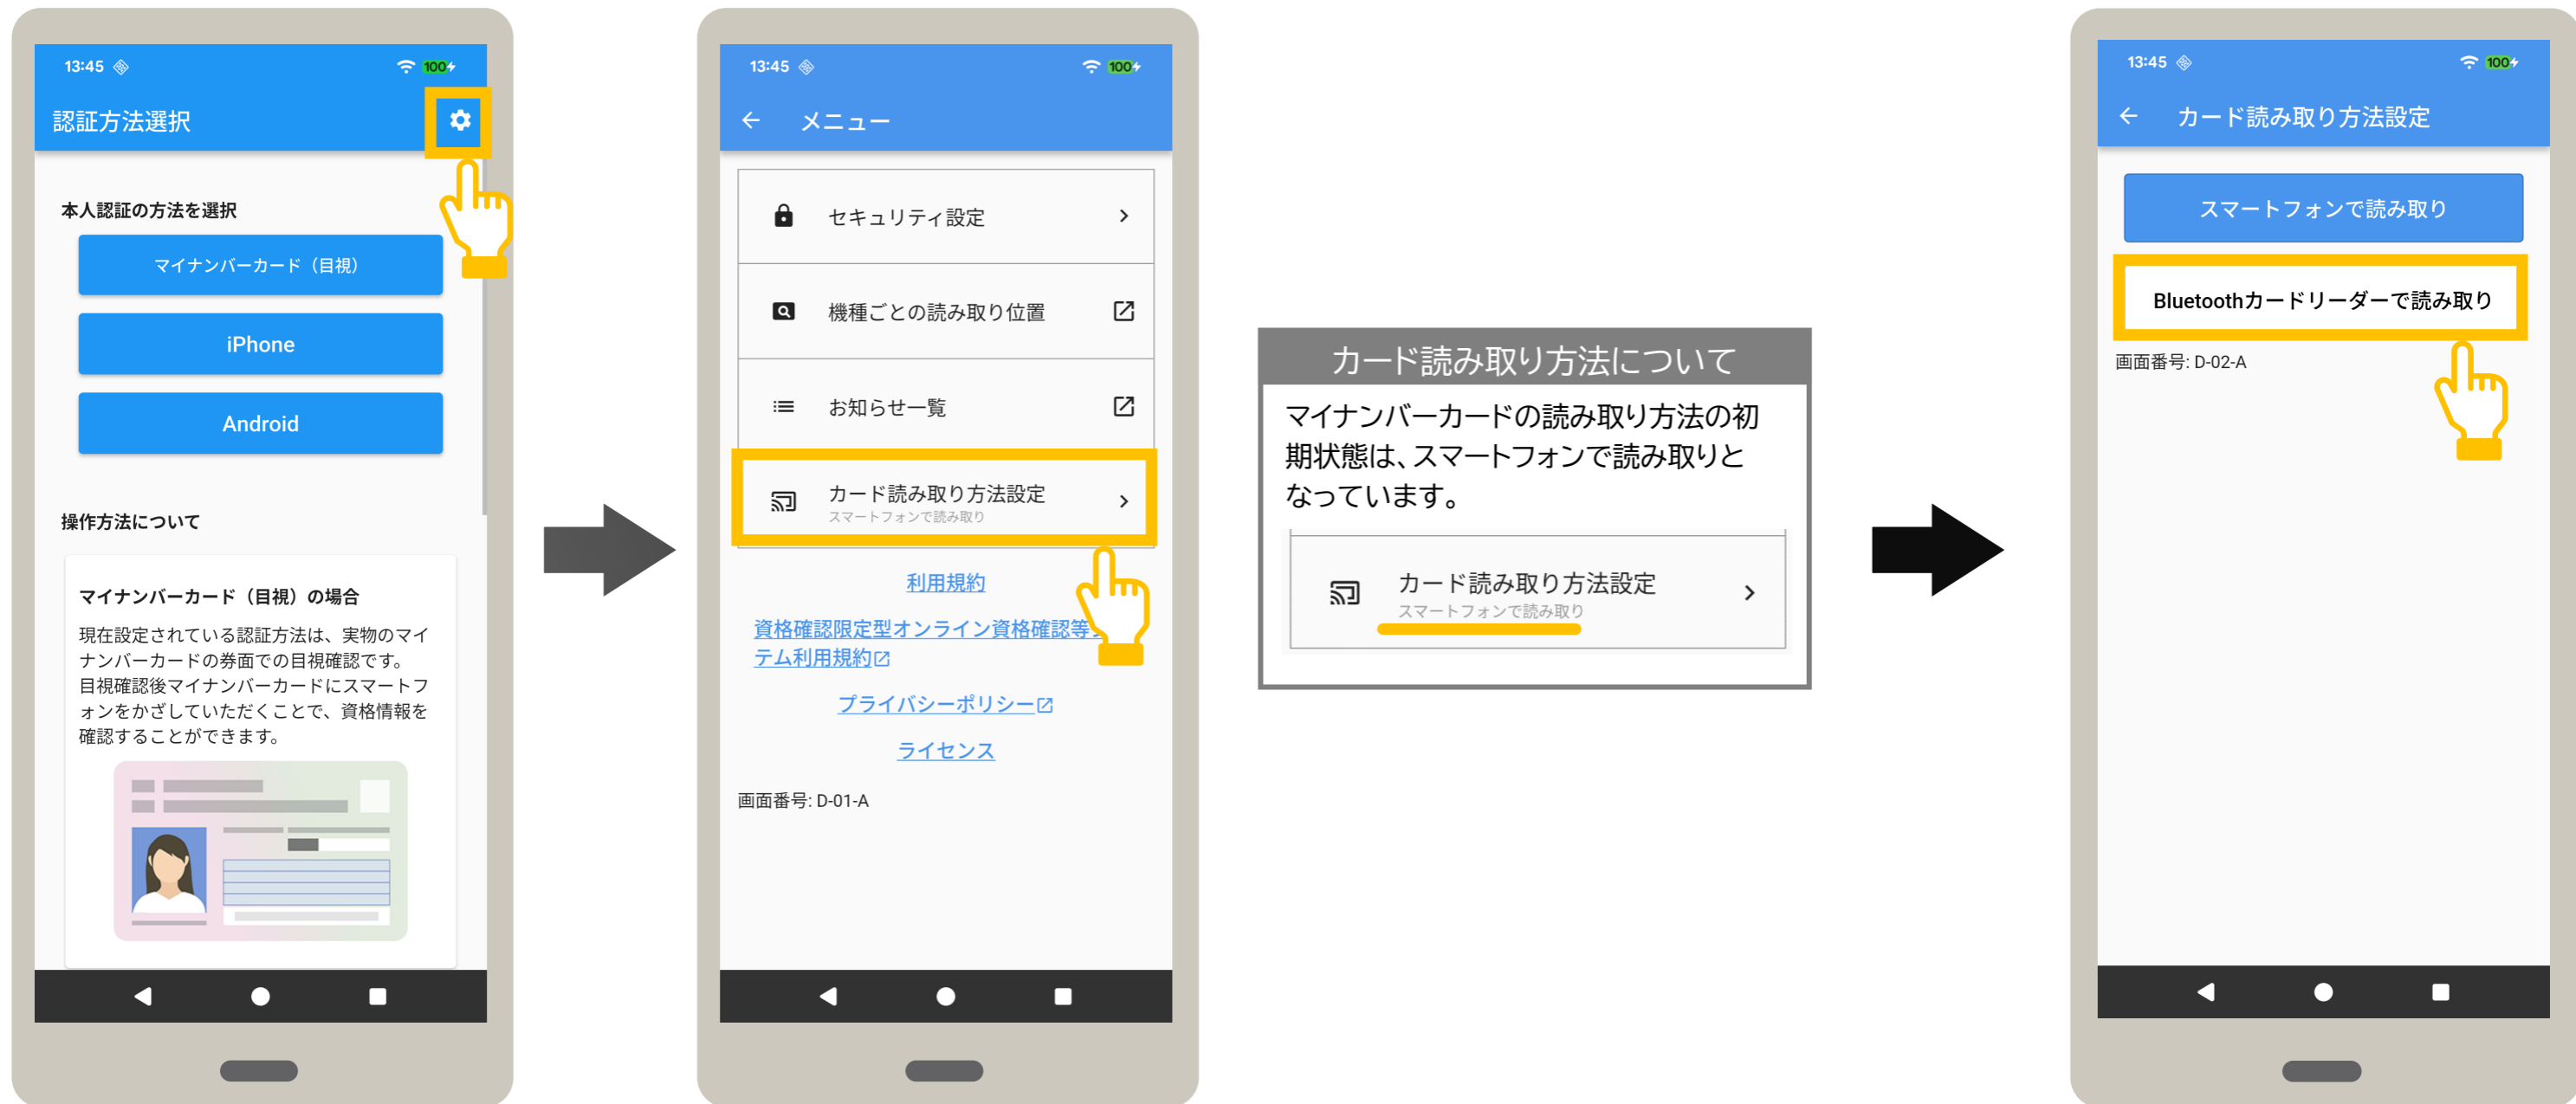 13:45
100
認証方法選択
本人認証の方法を選択
マイナンバーカード（目視）
iPhone
Android
操作方法について
マイナンバーカード（目視）の場合
現在設定されている認証方法は、実物のマイ
ナンバーカードの券面での目視確認です。
目視確認後マイナンバーカードにスマートフ
ォンをかざしていただくことで、資格情報を
確認することができます。
13:45
100
メニュー
セキュリティ設定
機種ごとの読み取り位置
お知らせ一覧
カード読み取り方法設定
スマートフォンで読み取り
利用規約
資格確認限定型オンライン資格確認等
テム利用規約
プライバシーポリシー
ライセンス
画面番号: D-01-A
カード読み取り方法について
マイナンバーカードの読み取り方法の初
期状態は、スマートフォンで読み取りと
なっています。
カード読み取り方法設定
スマートフォンで読み取り
13:45
100
カード読み取り方法設定
スマートフォンで読み取り
Bluetoothカードリーダーで読み取り
画面番号: D-02-A